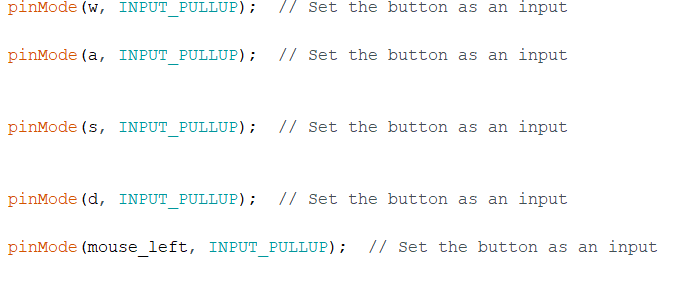 pinMode(w, INPUT_PULLUP);  // Set the button as an input
pinMode(a, INPUT_PULLUP);  // Set the button as an input
pinMode(s, INPUT_PULLUP);  // Set the button as an input
pinMode(d, INPUT_PULLUP);  // Set the button as an input
pinMode(mouse_left, INPUT_PULLUP);  // Set the button as an input